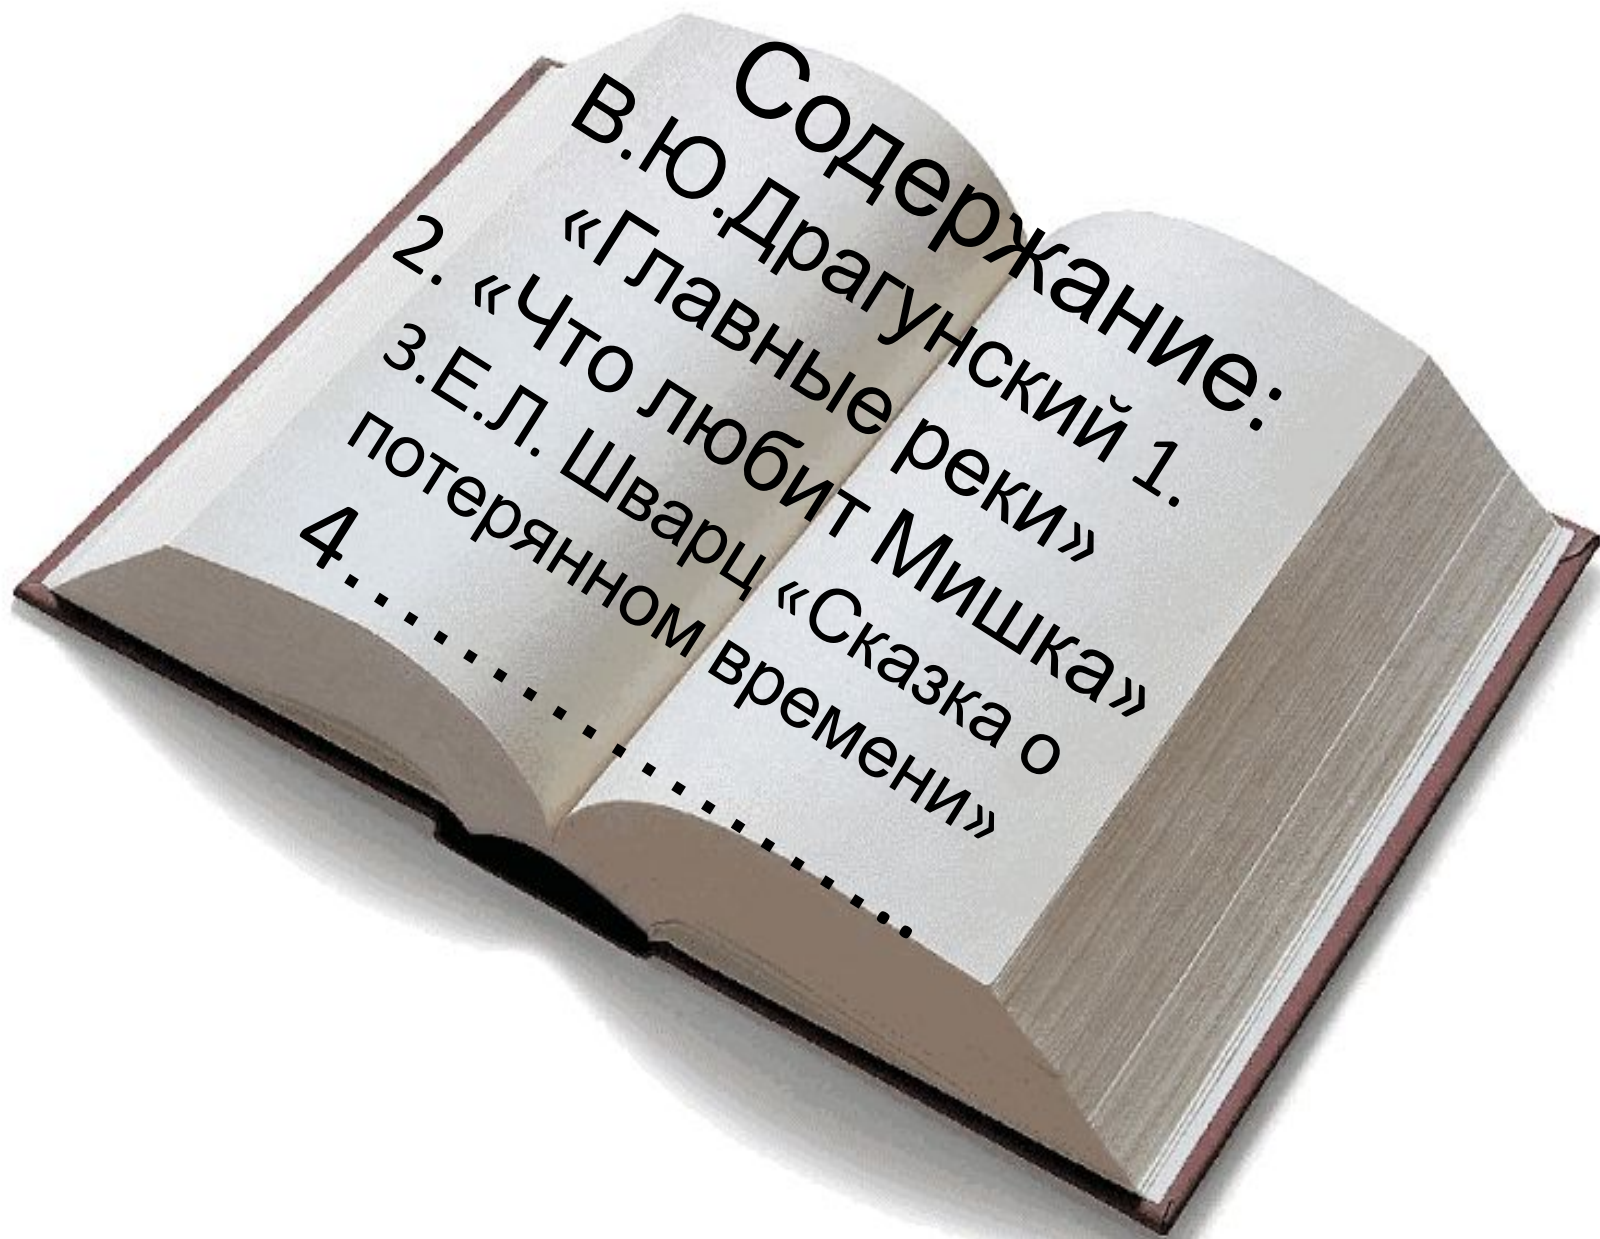 Содержание:
В.Ю.Драгунский 1.
«Главные реки»
2. «Что любит Мишка»
3.Е.Л. Шварц «Сказка о
потерянном времени»
4.…………………